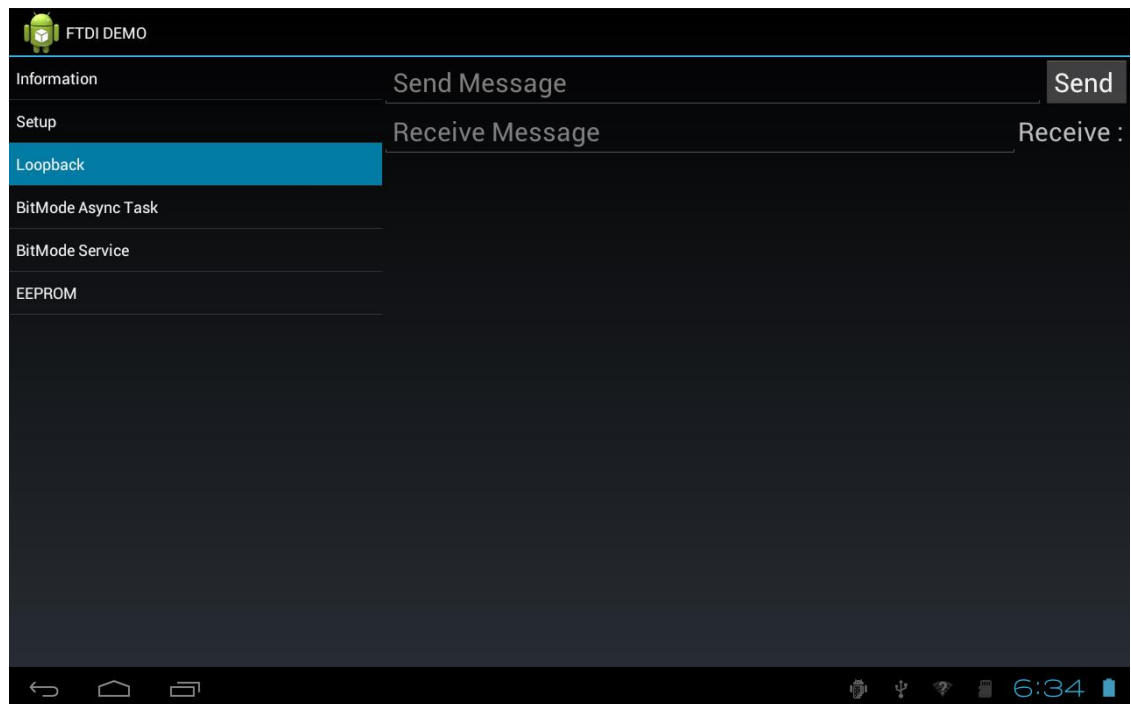 FTDI DEMO
Information
Setup
Loopback
BitMode Async Task
BitMode Service
EEPROM
Send Message
Send
Receive Message
Receive :
6:34